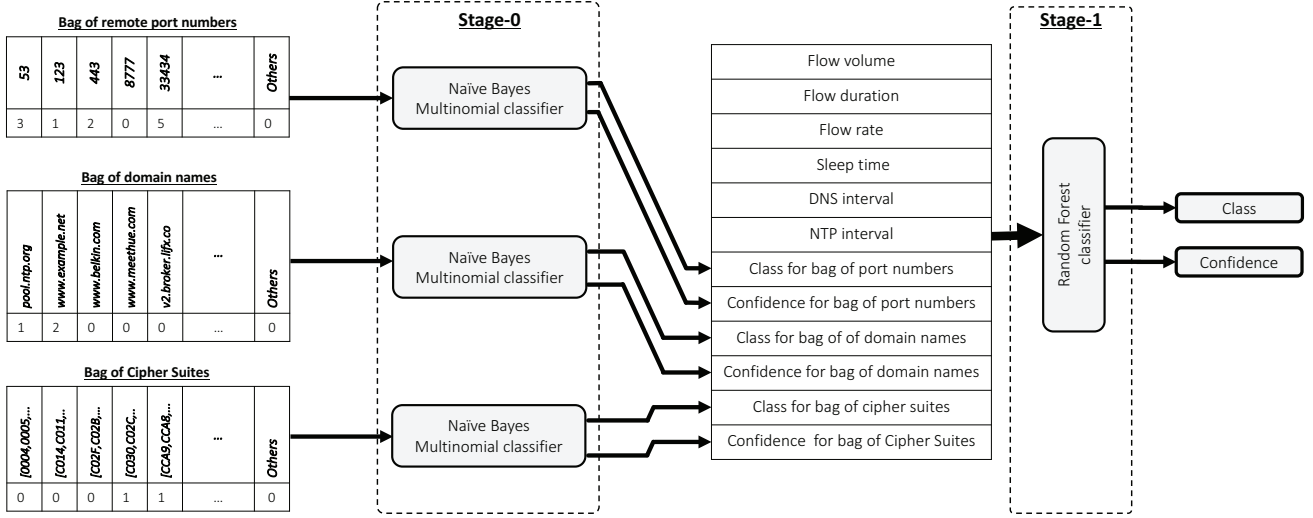 Bag of remote port numbers
53
123
443
8777
33434
...
Others
3 1 2 0 5 ... 0
Bag of domain names
pool.ntp.org
www.example.net
www.belkin.com
www.meethue.com
v2.broker.lifx.co
...
Others
1 2 0 0 0 ... 0
Bag of Cipher Suites
[0004,0005,...
[C014,C011,..
[C02F,C02B,...
[C030,C02C,..
[CCA9,CCAB,..
...
Others
0 0 0 1 1 ... 0
Stage-0
Naïve Bayes
Multinomial classifier
Naïve Bayes
Multinomial classifier
Naïve Bayes
Multinomial classifier
Flow volume
Flow duration
Flow rate
Sleep time
DNS interval
NTP interval
Class for bag of port numbers
Confidence for bag of port numbers
Class for bag of of domain names
Confidence for bag of domain names
Class for bag of cipher suites
Confidence for bag of Cipher Suites
Stage-1
Random Forest
classifier
Class
Confidence